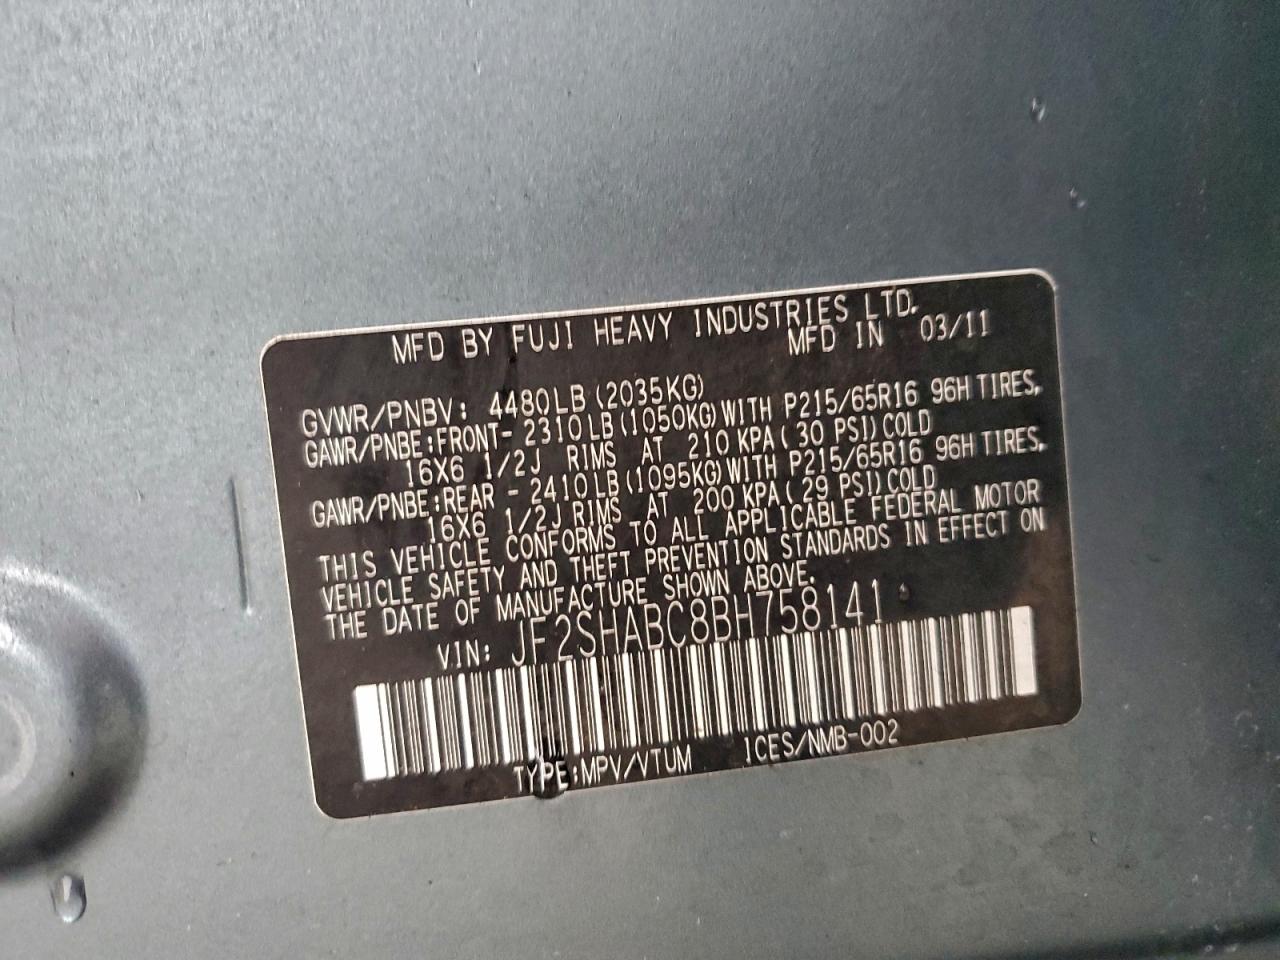 MFD BY FUJI HEAVY INDUSTRIES LTD.
MFD IN 03/11
GVWR/PNBV: 4480LB (2035KG)
GAWR/PNBE:FRONT- 2310LB (1050KG) WITH P215/65R16 96H TIRES,
16X6 1/2J RIMS AT 210 KPA(30 PSI)COLD
GAWR/PNBE:REAR - 2410LB (1095KG) WITH P215/65R16 96H TIRES,
16X6 1/2J RIMS AT 200 KPA(29 PSI)COLD
THIS VEHICLE CONFORMS TO ALL APPLICABLE FEDERAL MOTOR
VEHICLE SAFETY AND THEFT PREVENTION STANDARDS IN EFFECT ON
THE DATE OF MANUFACTURE SHOWN ABOVE.
VIN: JF2SHABC8BH758141
TYPE:MPV/VTUM ICES/NMB-002